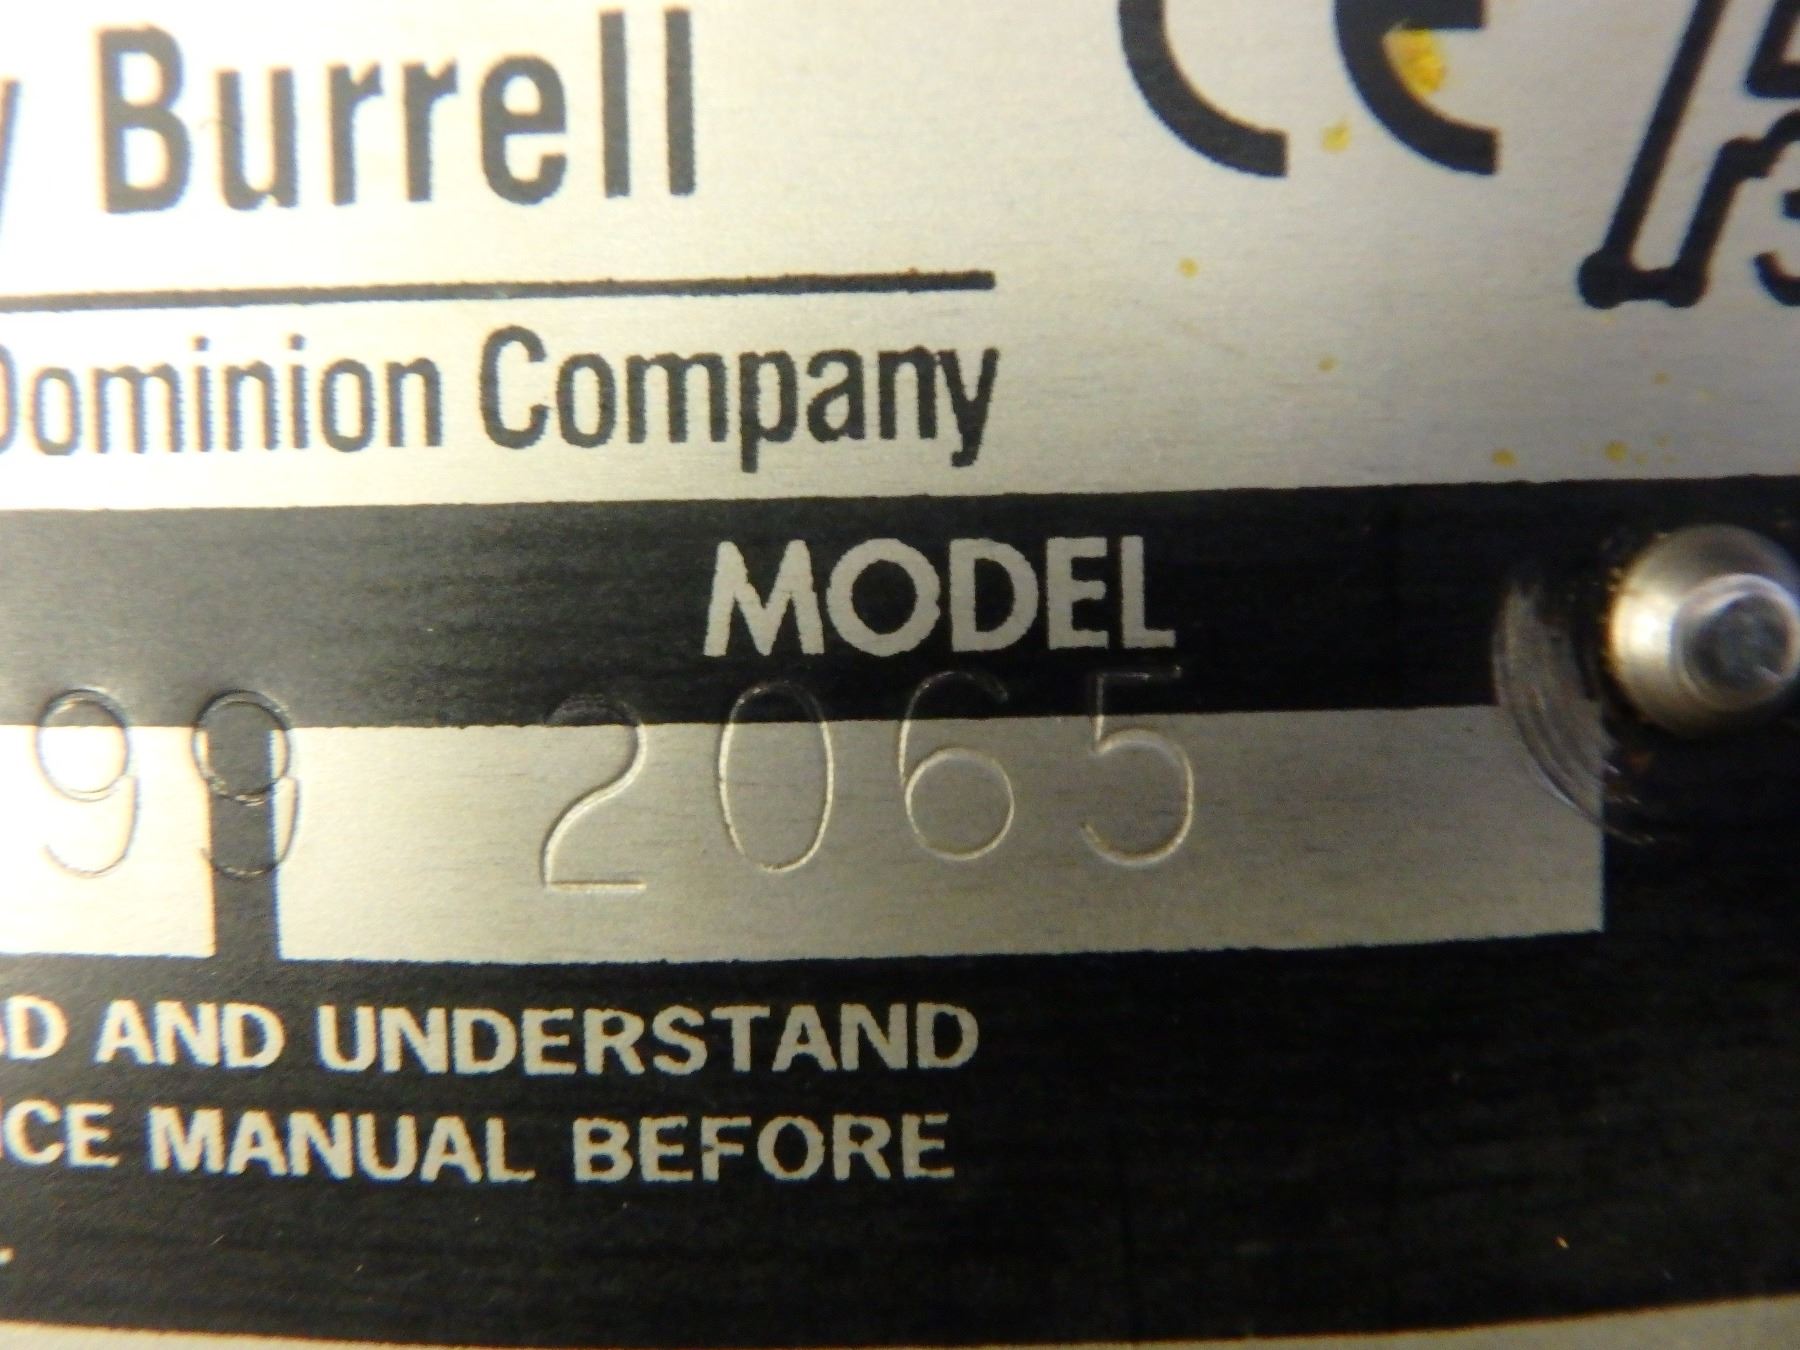 Burrell CE
Dominion Company
MODEL
99 2065
AND UNDERSTAND
MANUAL BEFORE